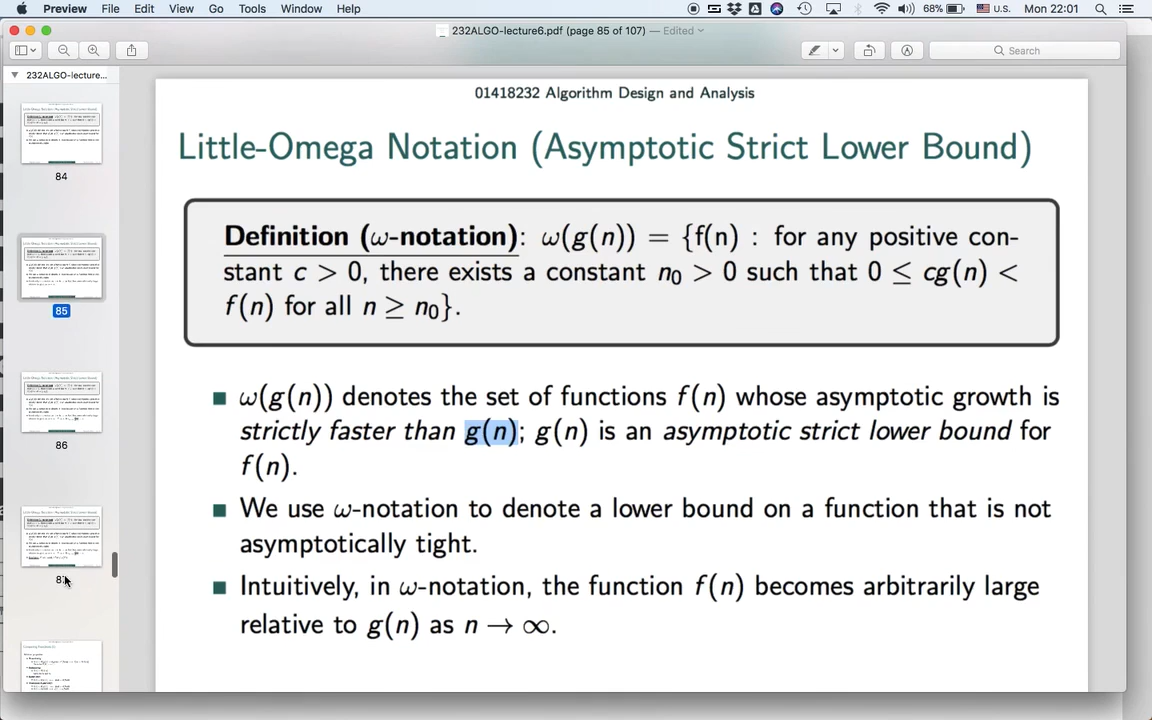 Preview File Edit View Go Tools Window Help 68% U.S. Mon 22:01
232ALGO-lecture6.pdf (page 85 of 107) — Edited
Search
232ALGO-lecture...
84
85
86
01418232 Algorithm Design and Analysis
Little-Omega Notation (Asymptotic Strict Lower Bound)
Definition (ω-notation): ω(g(n)) = {f(n) : for any positive con-
stant c > 0, there exists a constant n₀ > 0 such that 0 ≤ cg(n) <
f(n) for all n ≥ n₀}.
ω(g(n)) denotes the set of functions f(n) whose asymptotic growth is
strictly faster than g(n); g(n) is an asymptotic strict lower bound for
f(n).
We use ω-notation to denote a lower bound on a function that is not
asymptotically tight.
Intuitively, in ω-notation, the function f(n) becomes arbitrarily large
relative to g(n) as n → ∞.